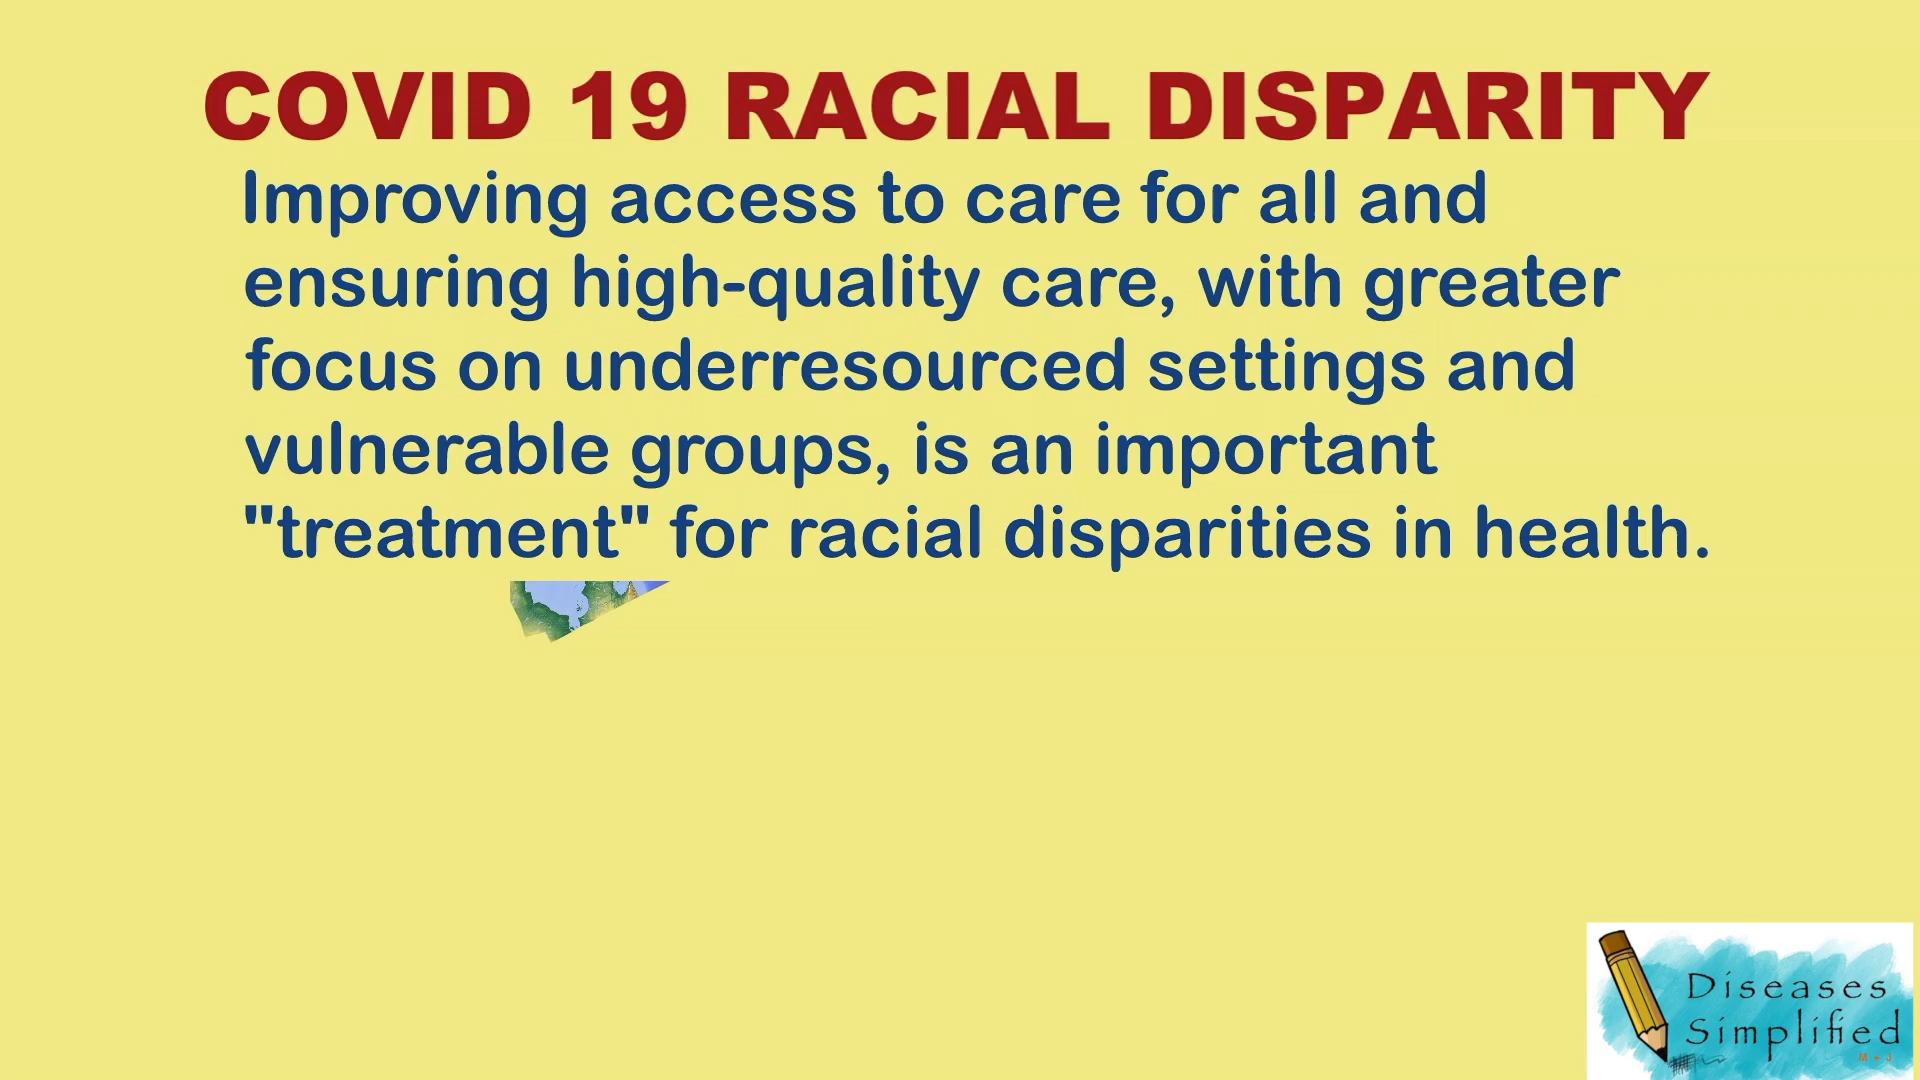 COVID 19 RACIAL DISPARITY
Improving access to care for all and
ensuring high-quality care, with greater
focus on underresourced settings and
vulnerable groups, is an important
"treatment" for racial disparities in health.
Diseases
Simplified
M + J